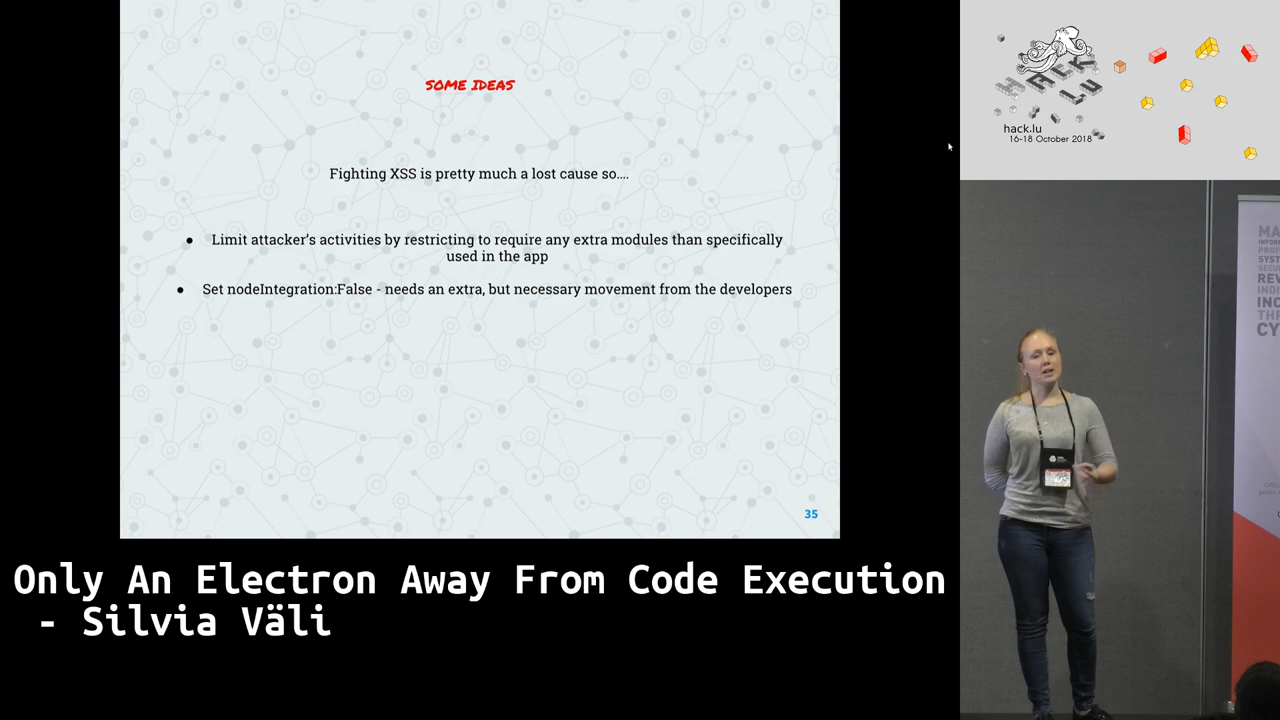 SOME IDEAS
Fighting XSS is pretty much a lost cause so....
● Limit attacker's activities by restricting to require any extra modules than specifically
used in the app
● Set nodeIntegration:False - needs an extra, but necessary movement from the developers
35
Only An Electron Away From Code Execution
- Silvia Väli
HACK
LU
hack.lu
16-18 October 2018